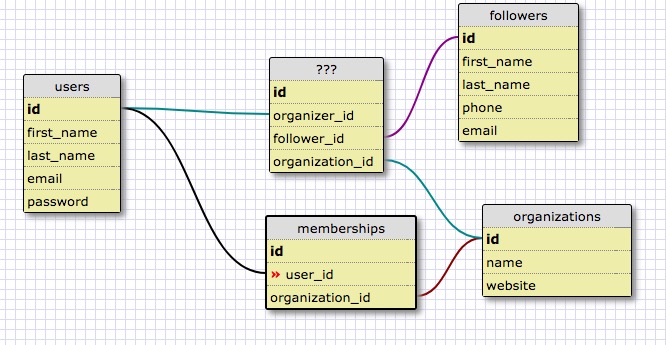 users
id
first_name
last_name
email
password
???
id
organizer_id
follower_id
organization_id
followers
id
first_name
last_name
phone
email
memberships
id
» user_id
organization_id
organizations
id
name
website